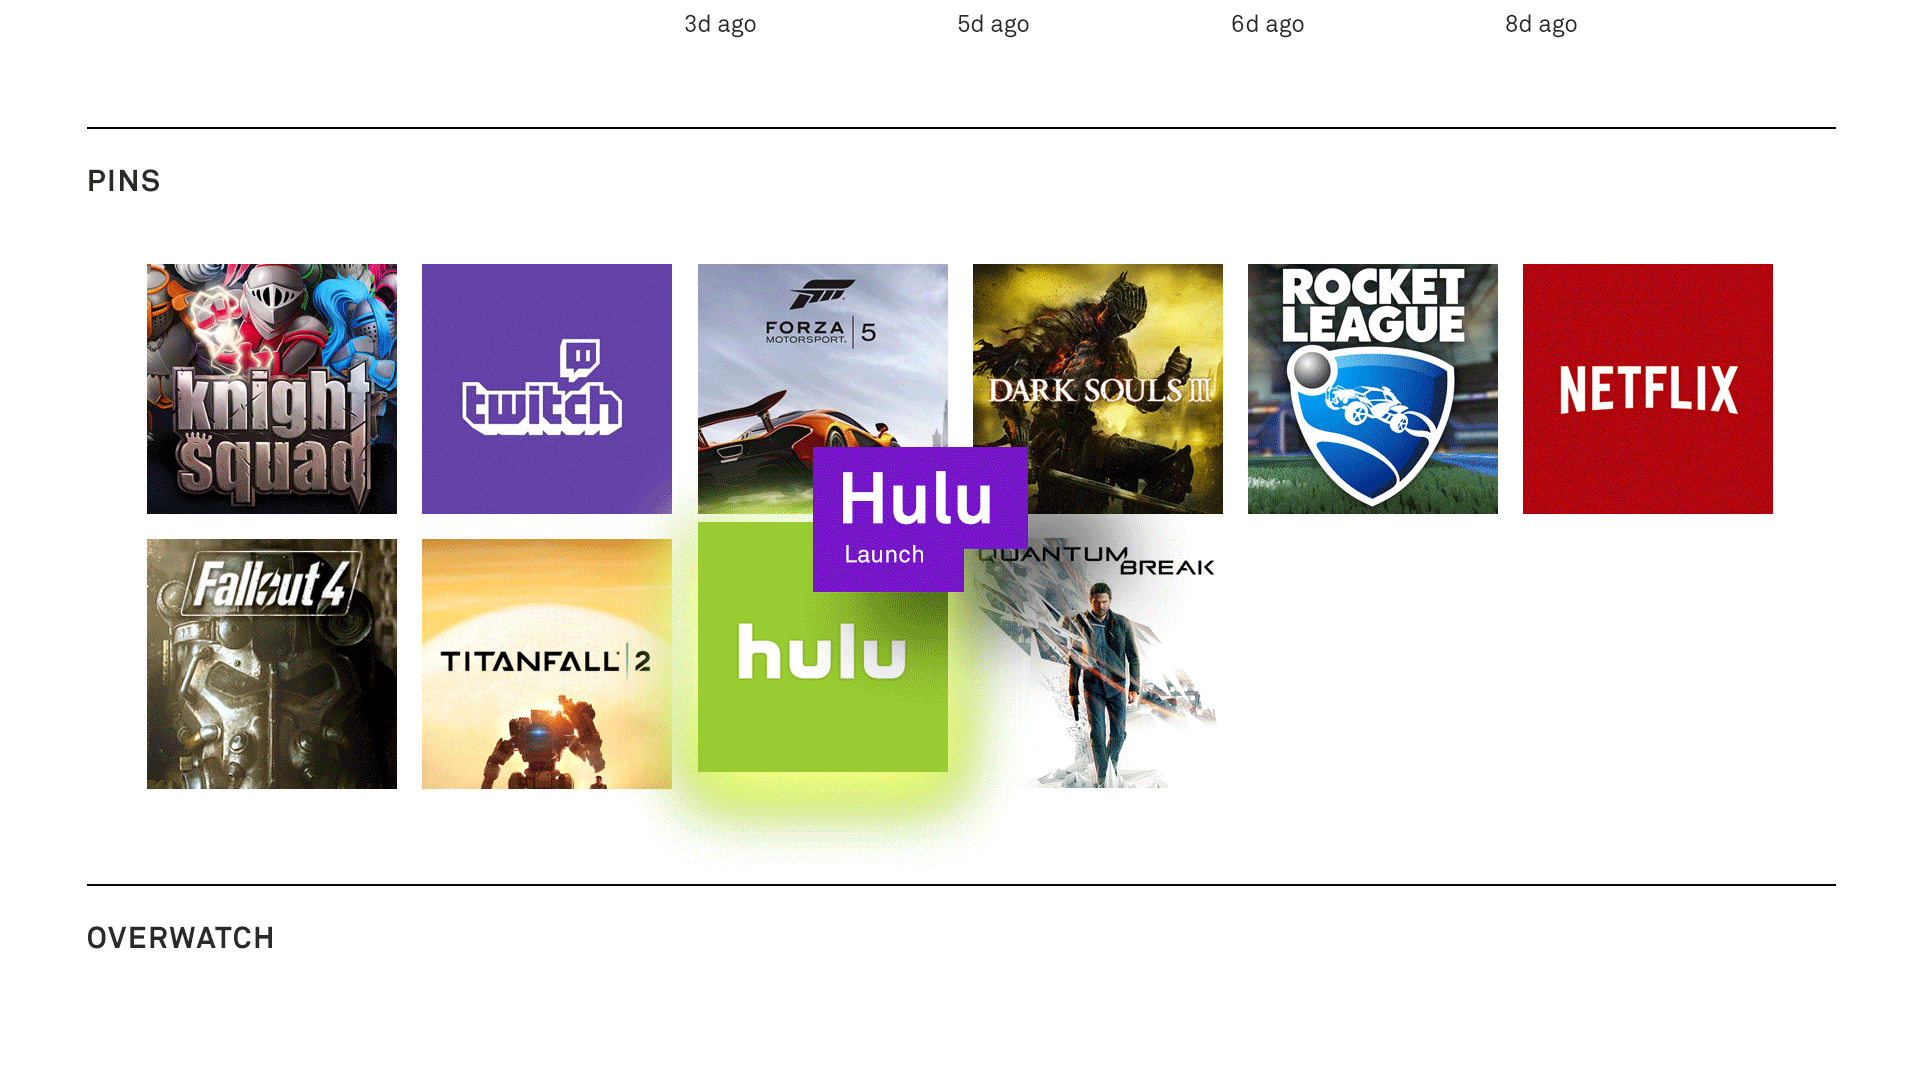 3d ago
5d ago
6d ago
8d ago
PINS
knight
squad
twitch
FORZA
MOTORSPORT. 5
DARK SOULS III
ROCKET
LEAGUE
NETFLIX
Hulu
Launch
Fallout 4
TITANFALL 2
hulu
QUANTUM
BREAK
OVERWATCH